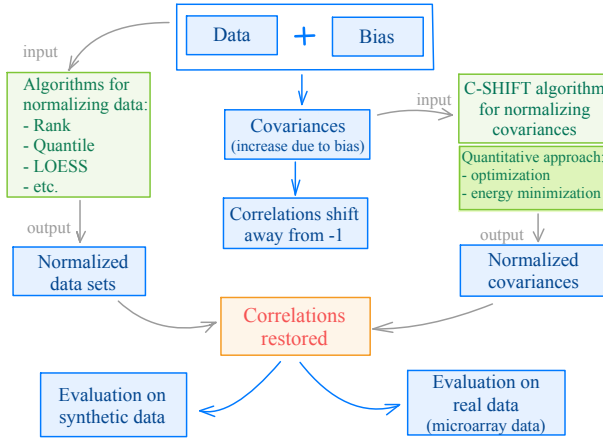 Data + Bias
input
Algorithms for
normalizing data:
- Rank
- Quantile
- LOESS
- etc.
Covariances
(increase due to bias)
input
C-SHIFT algorithm
for normalizing
covariances
Quantitative approach:
- optimization
- energy minimization
Correlations shift
away from -1
output
output
Normalized
data sets
Normalized
covariances
Correlations
restored
Evaluation on
synthetic data
Evaluation on
real data
(microarray data)